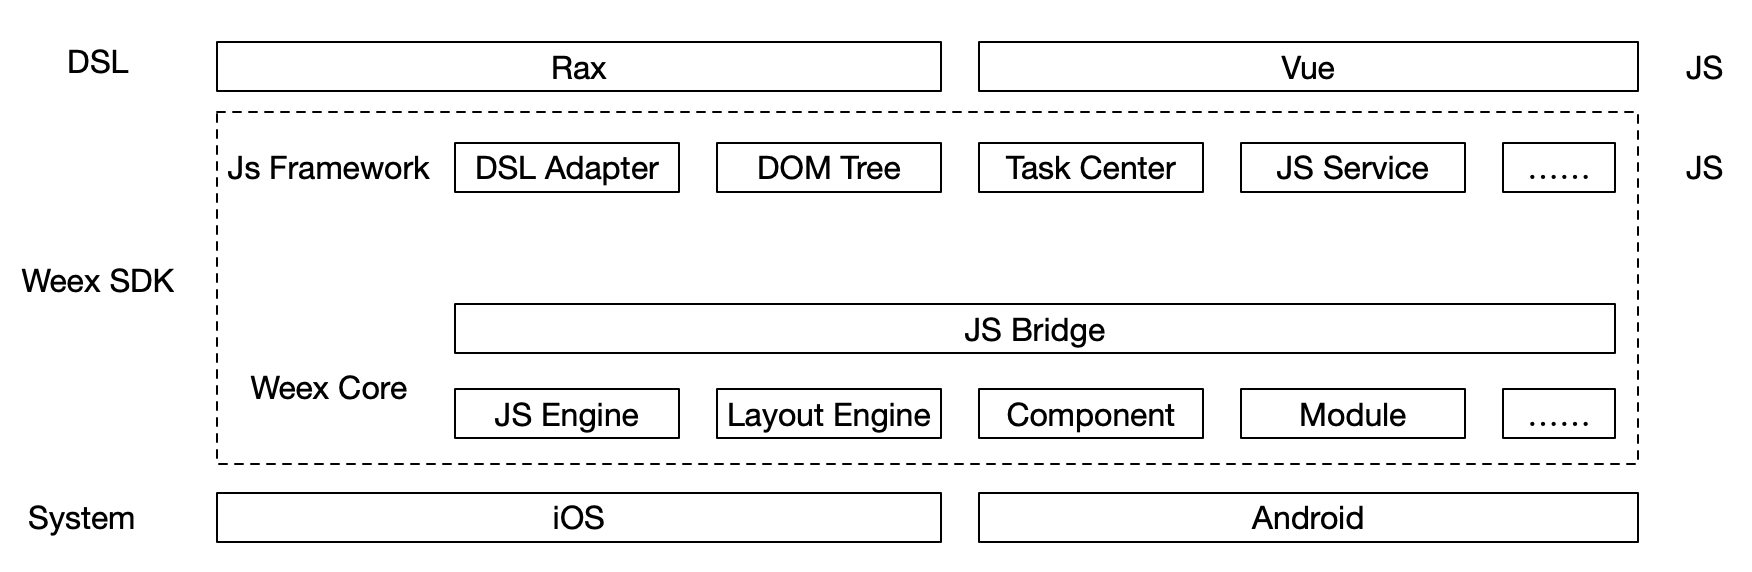 DSL
Rax
Vue
JS
Js Framework
DSL Adapter
DOM Tree
Task Center
JS Service
......
JS
Weex SDK
JS Bridge
Weex Core
JS Engine
Layout Engine
Component
Module
......
System
iOS
Android